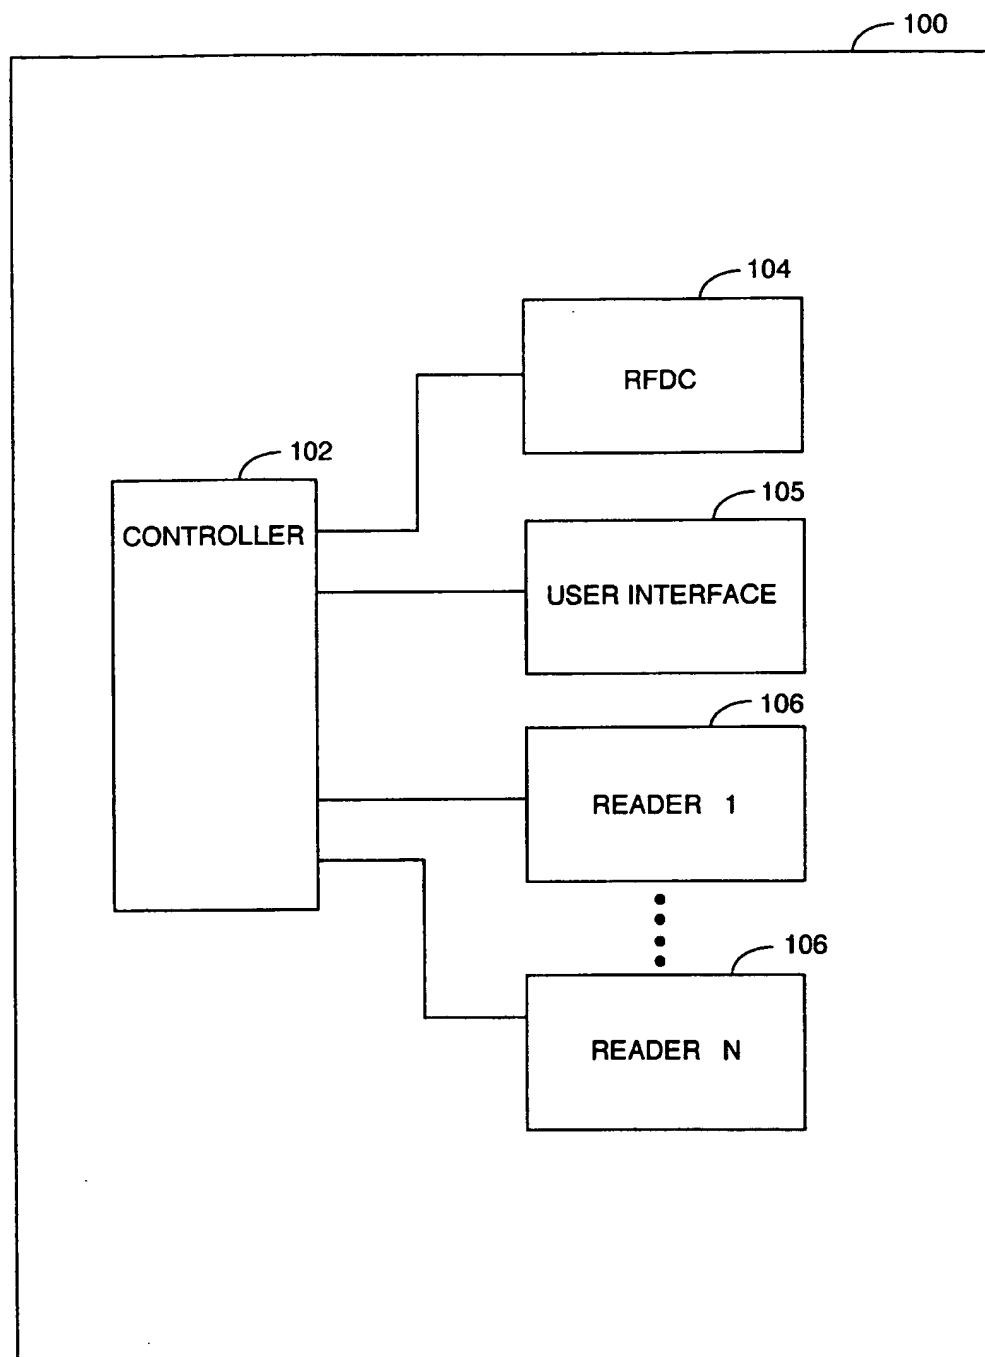 100
104
RFDC
102
CONTROLLER
105
USER INTERFACE
106
READER 1
106
READER N